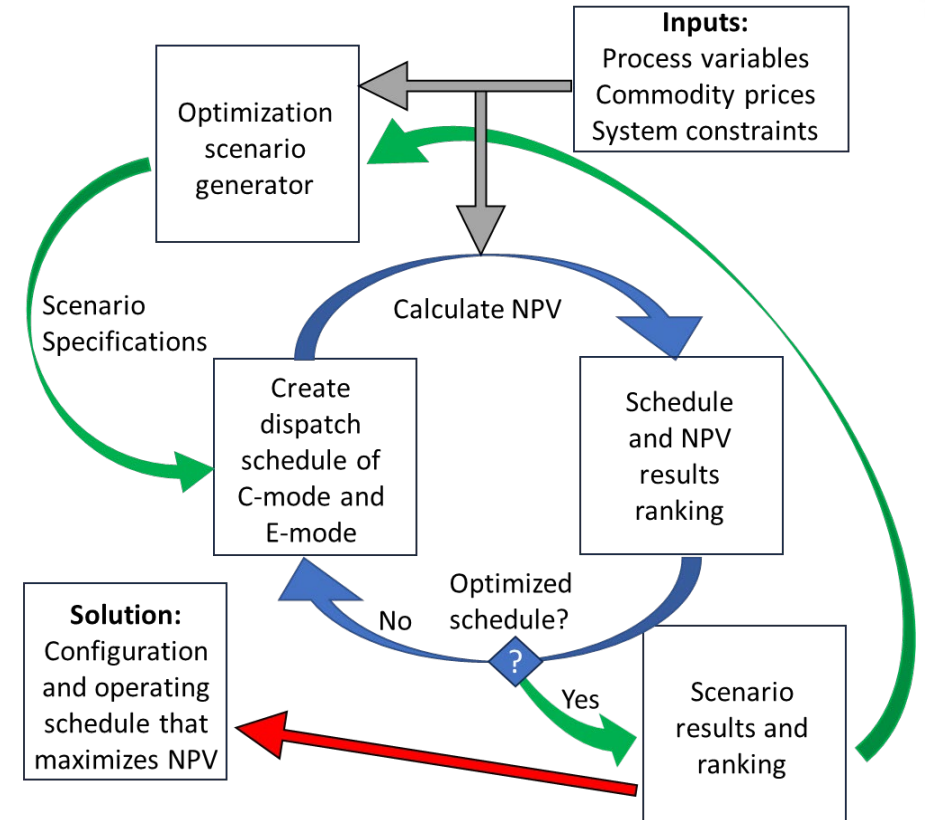 Inputs:
Process variables
Commodity prices
System constraints
Optimization
scenario
generator
Scenario
Specifications
Calculate NPV
Create
dispatch
schedule of
C-mode and
E-mode
Schedule
and NPV
results
ranking
Optimized
schedule?
No
?
Yes
Solution:
Configuration
and operating
schedule that
maximizes NPV
Scenario
results and
ranking